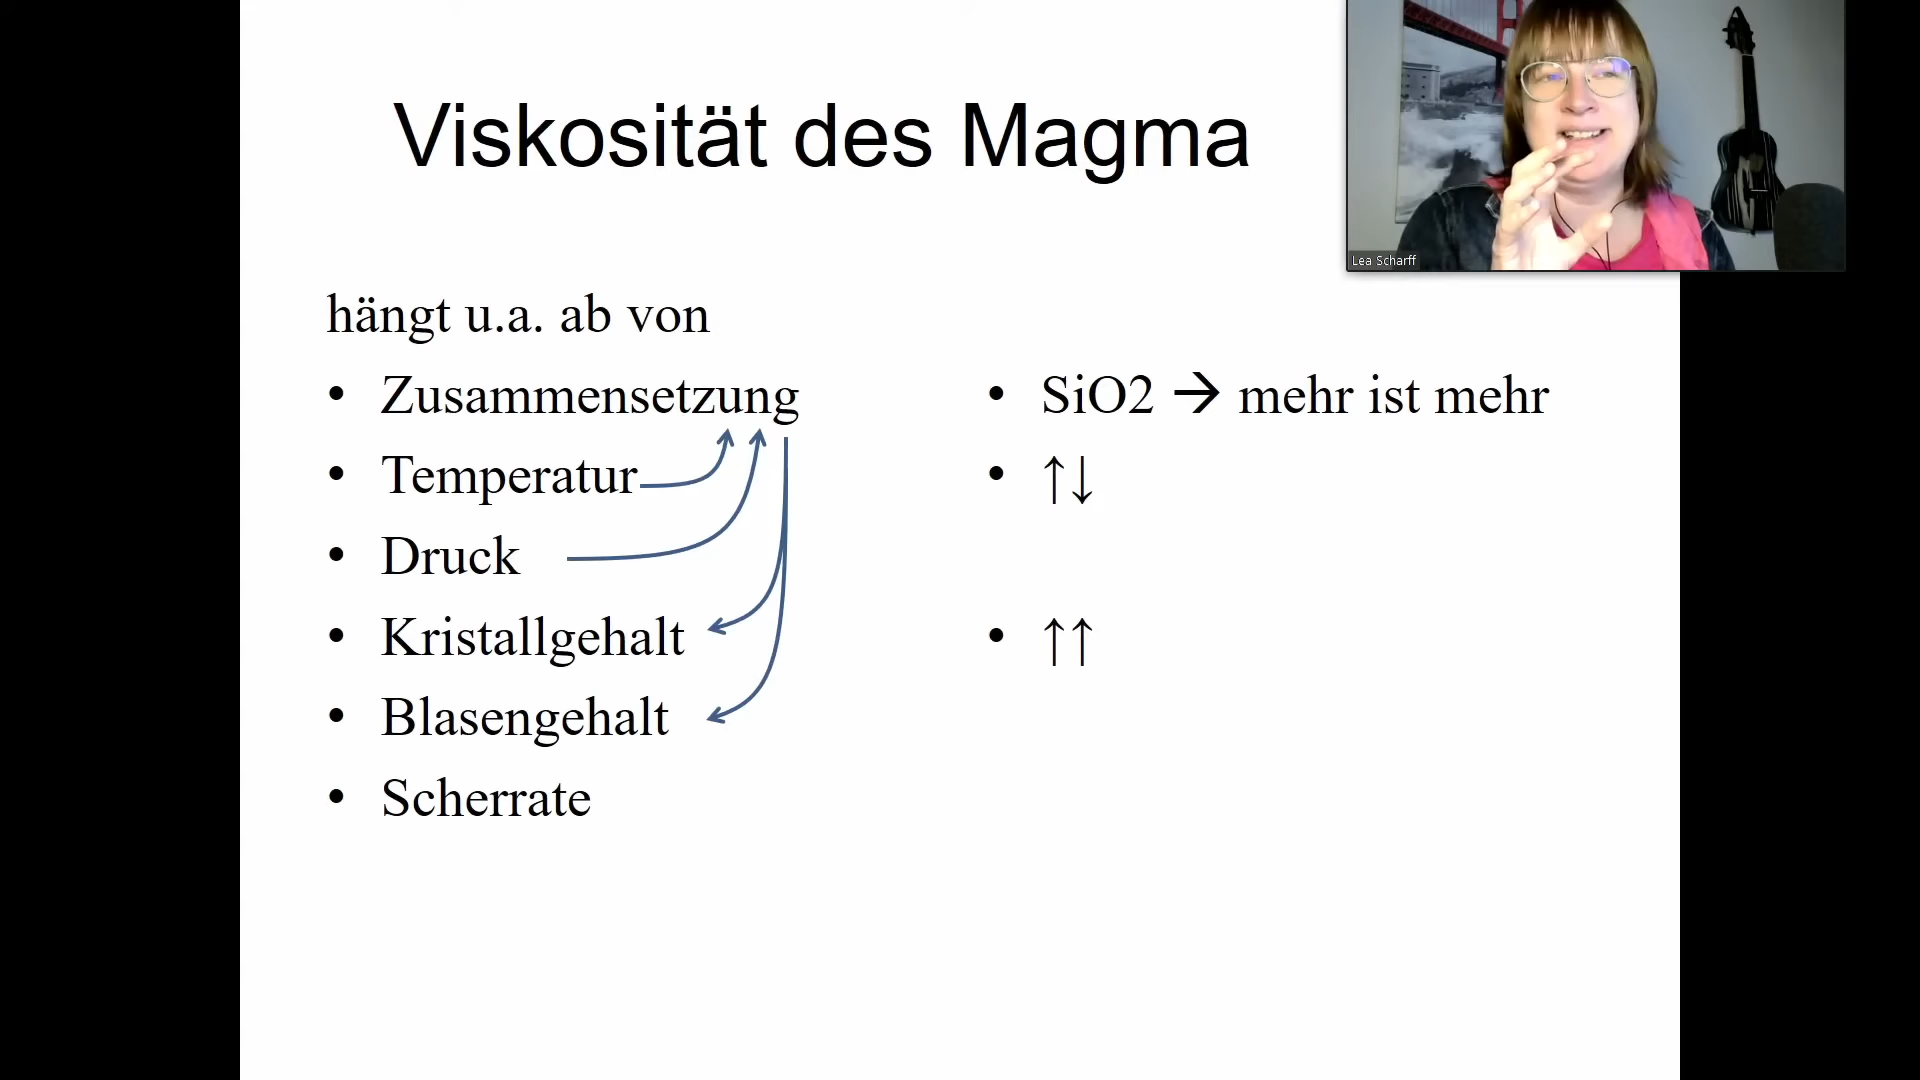 Viskosität des Magma
Lea Scharff
hängt u.a. ab von
• Zusammensetzung
• Temperatur
• Druck
• Kristallgehalt
• Blasengehalt
• Scherrate
• SiO2 → mehr ist mehr
• ↑↓
• ↑↑